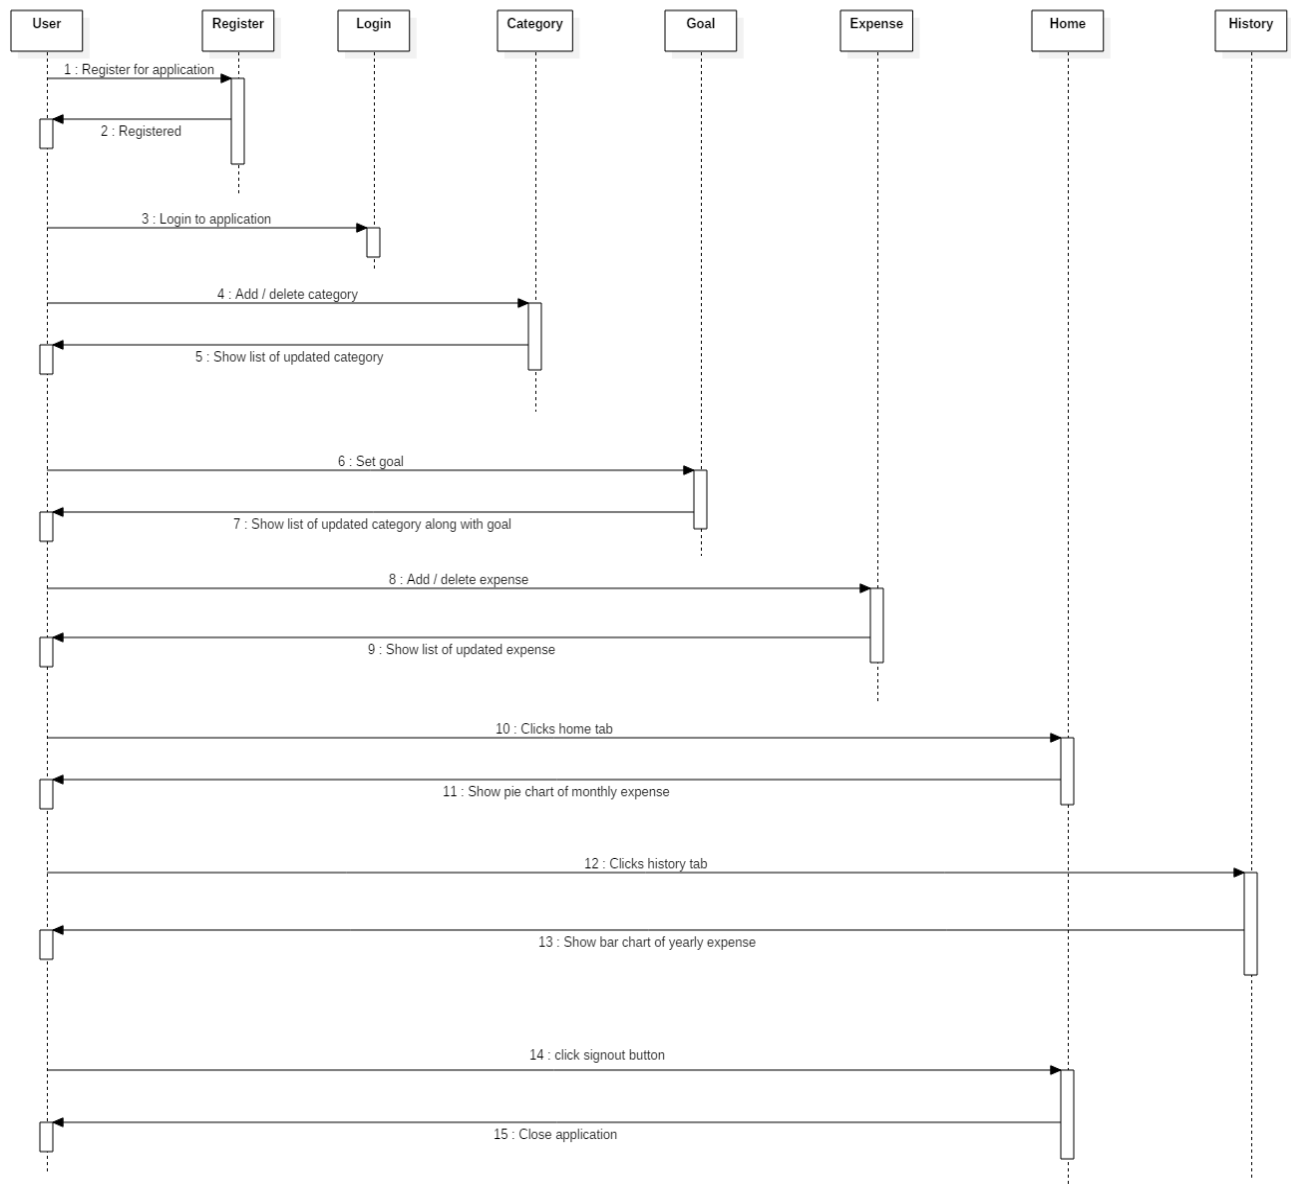 User
Register
Login
Category
Goal
Expense
Home
History
1 : Register for application
2 : Registered
3 : Login to application
4 : Add / delete category
5 : Show list of updated category
6 : Set goal
7 : Show list of updated category along with goal
8 : Add / delete expense
9 : Show list of updated expense
10 : Clicks home tab
11 : Show pie chart of monthly expense
12 : Clicks history tab
13 : Show bar chart of yearly expense
14 : click signout button
15 : Close application